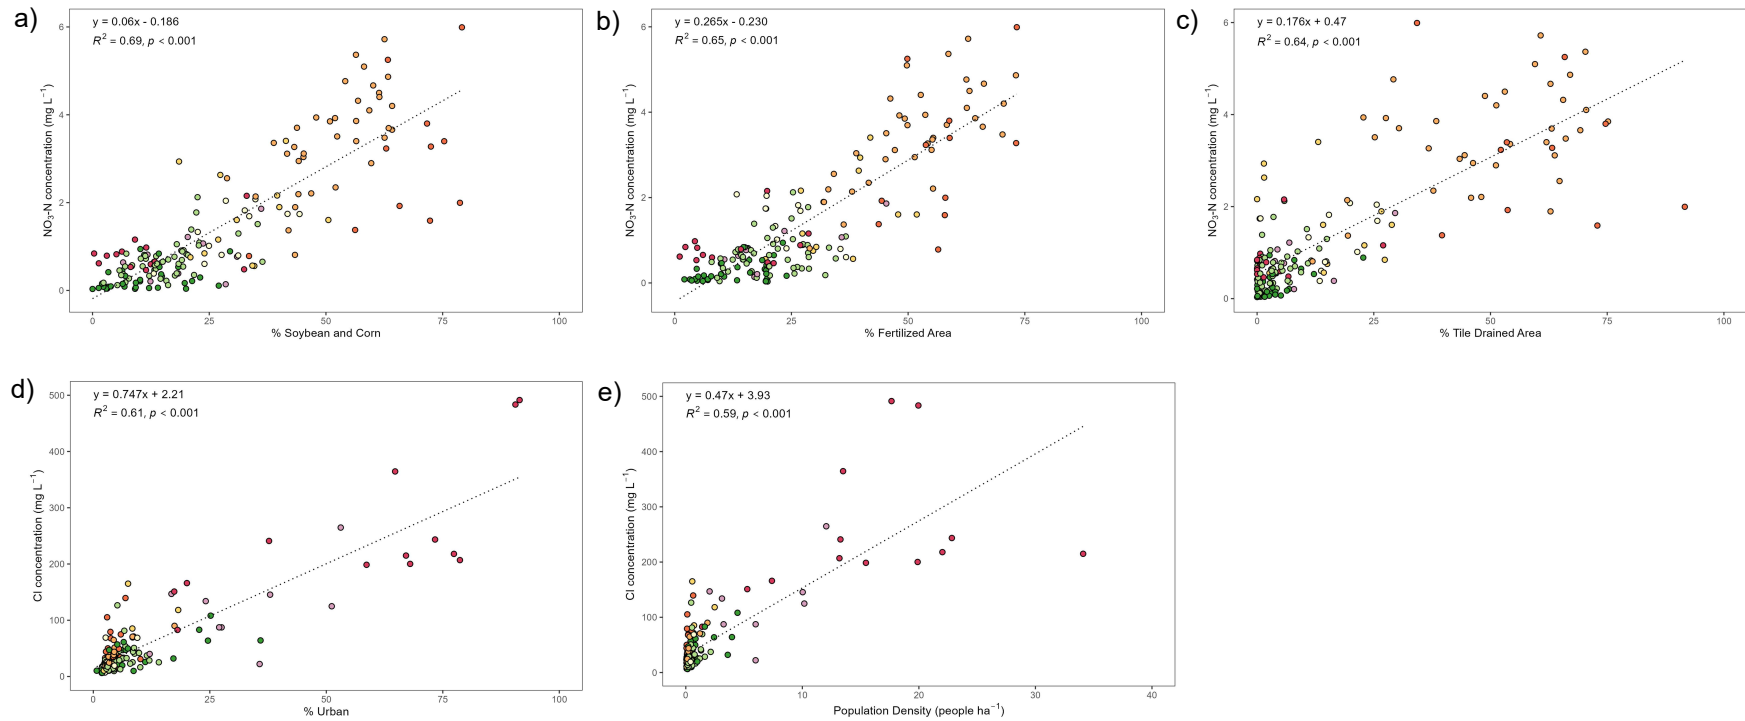 a)
y = 0.06x - 0.186
R² = 0.69, p < 0.001
NO₃-N concentration (mg L⁻¹)
6
4
2
0
0 25 50 75 100
% Soybean and Corn
b)
y = 0.265x - 0.230
R² = 0.65, p < 0.001
NO₃-N concentration (mg L⁻¹)
6
4
2
0
0 25 50 75 100
% Fertilized Area
c)
y = 0.176x + 0.47
R² = 0.64, p < 0.001
NO₃-N concentration (mg L⁻¹)
6
4
2
0
0 25 50 75 100
% Tile Drained Area
d)
y = 0.747x + 2.21
R² = 0.61, p < 0.001
Cl concentration (mg L⁻¹)
500
400
300
200
100
0
0 25 50 75 100
% Urban
e)
y = 0.47x + 3.93
R² = 0.59, p < 0.001
Cl concentration (mg L⁻¹)
500
400
300
200
100
0
0 10 20 30 40
Population Density (people ha⁻¹)